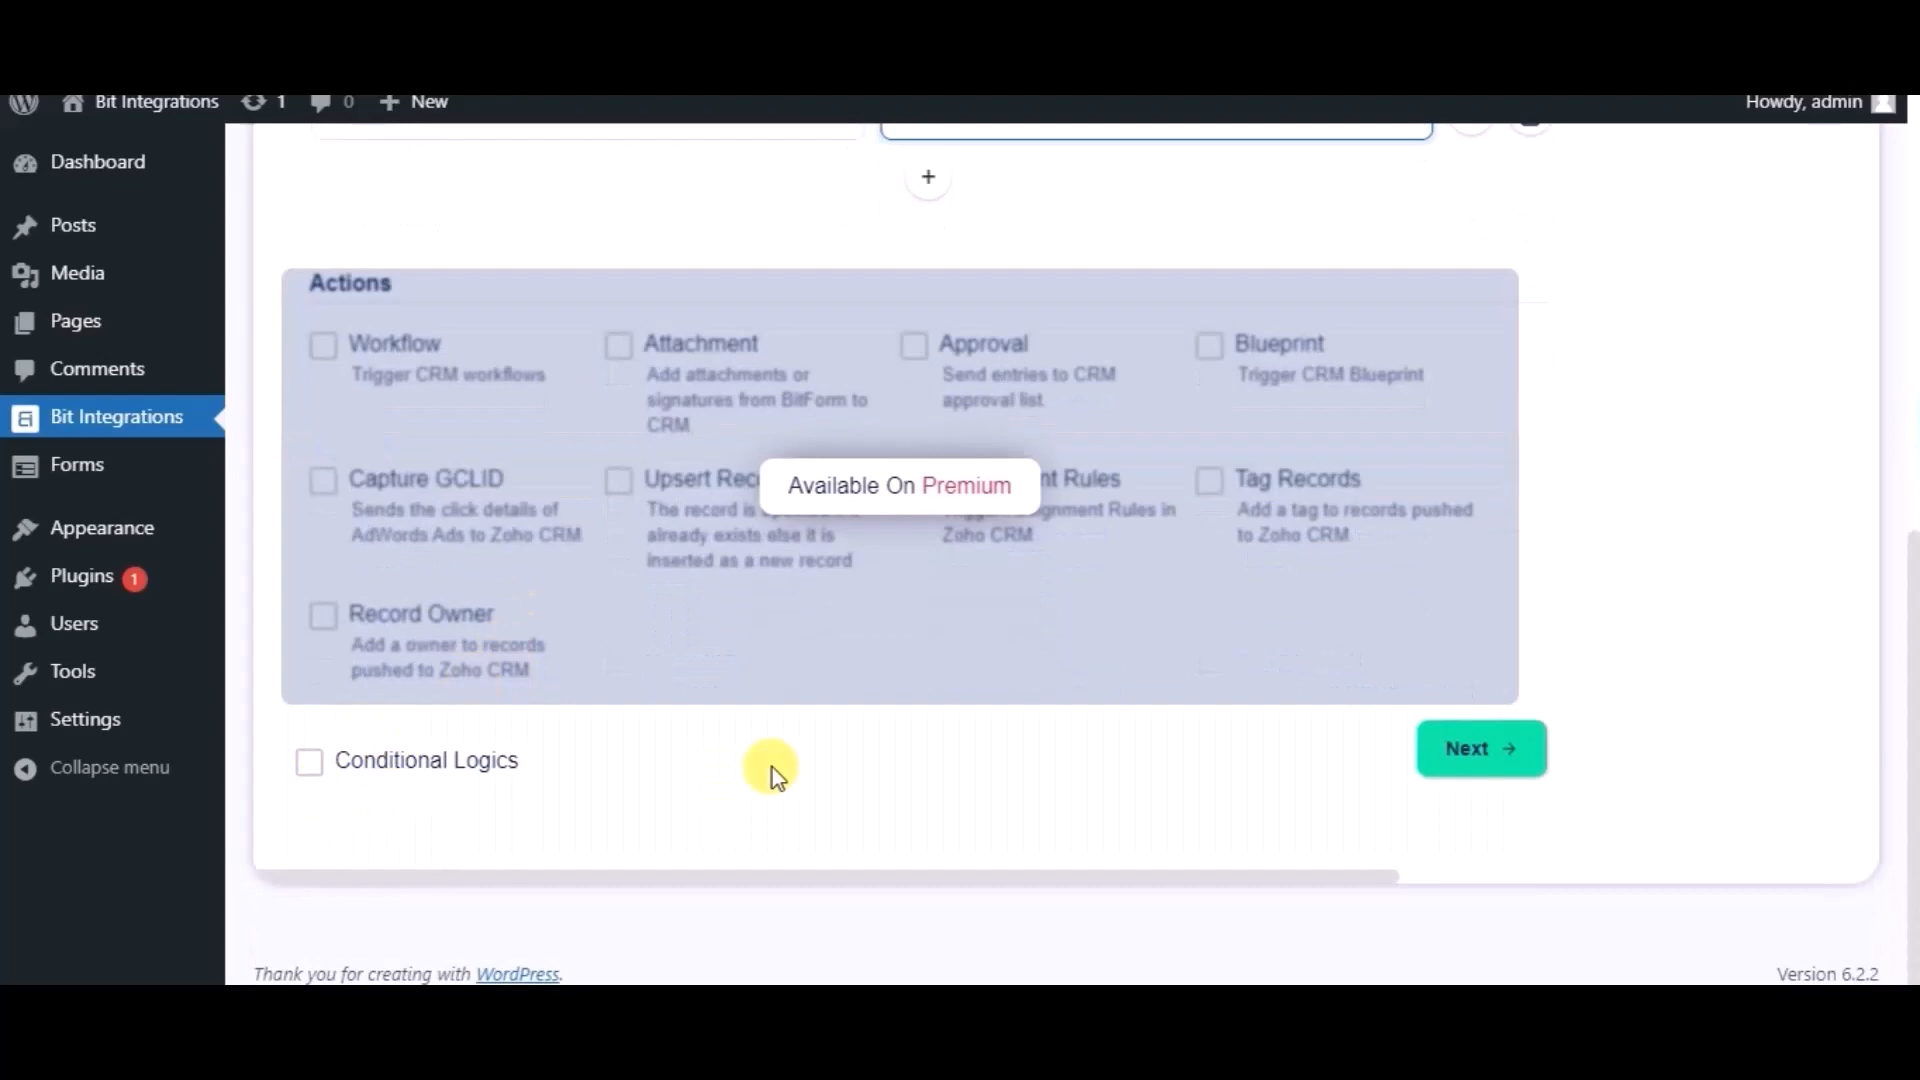 Bit Integrations 1 0 New Howdy, admin
Dashboard
Posts
Media
Pages
Comments
Bit Integrations
Forms
Appearance
Plugins 1
Users
Tools
Settings
Collapse menu
+
Actions
Workflow
Trigger CRM workflows
Attachment
Add attachments or
signatures from BitForm to
CRM
Approval
Send entries to CRM
approval list
Blueprint
Trigger CRM Blueprint
Capture GCLID
Sends the click details of
AdWords Ads to Zoho CRM
Upsert
The record is
already exists else it is
inserted as a new record
Available On Premium
Rules
Rules in
Zoho CRM
Tag Records
Add a tag to records pushed
to Zoho CRM
Record Owner
Add a owner to records
pushed to Zoho CRM
Conditional Logics
Next →
Thank you for creating with WordPress.
Version 6.2.2